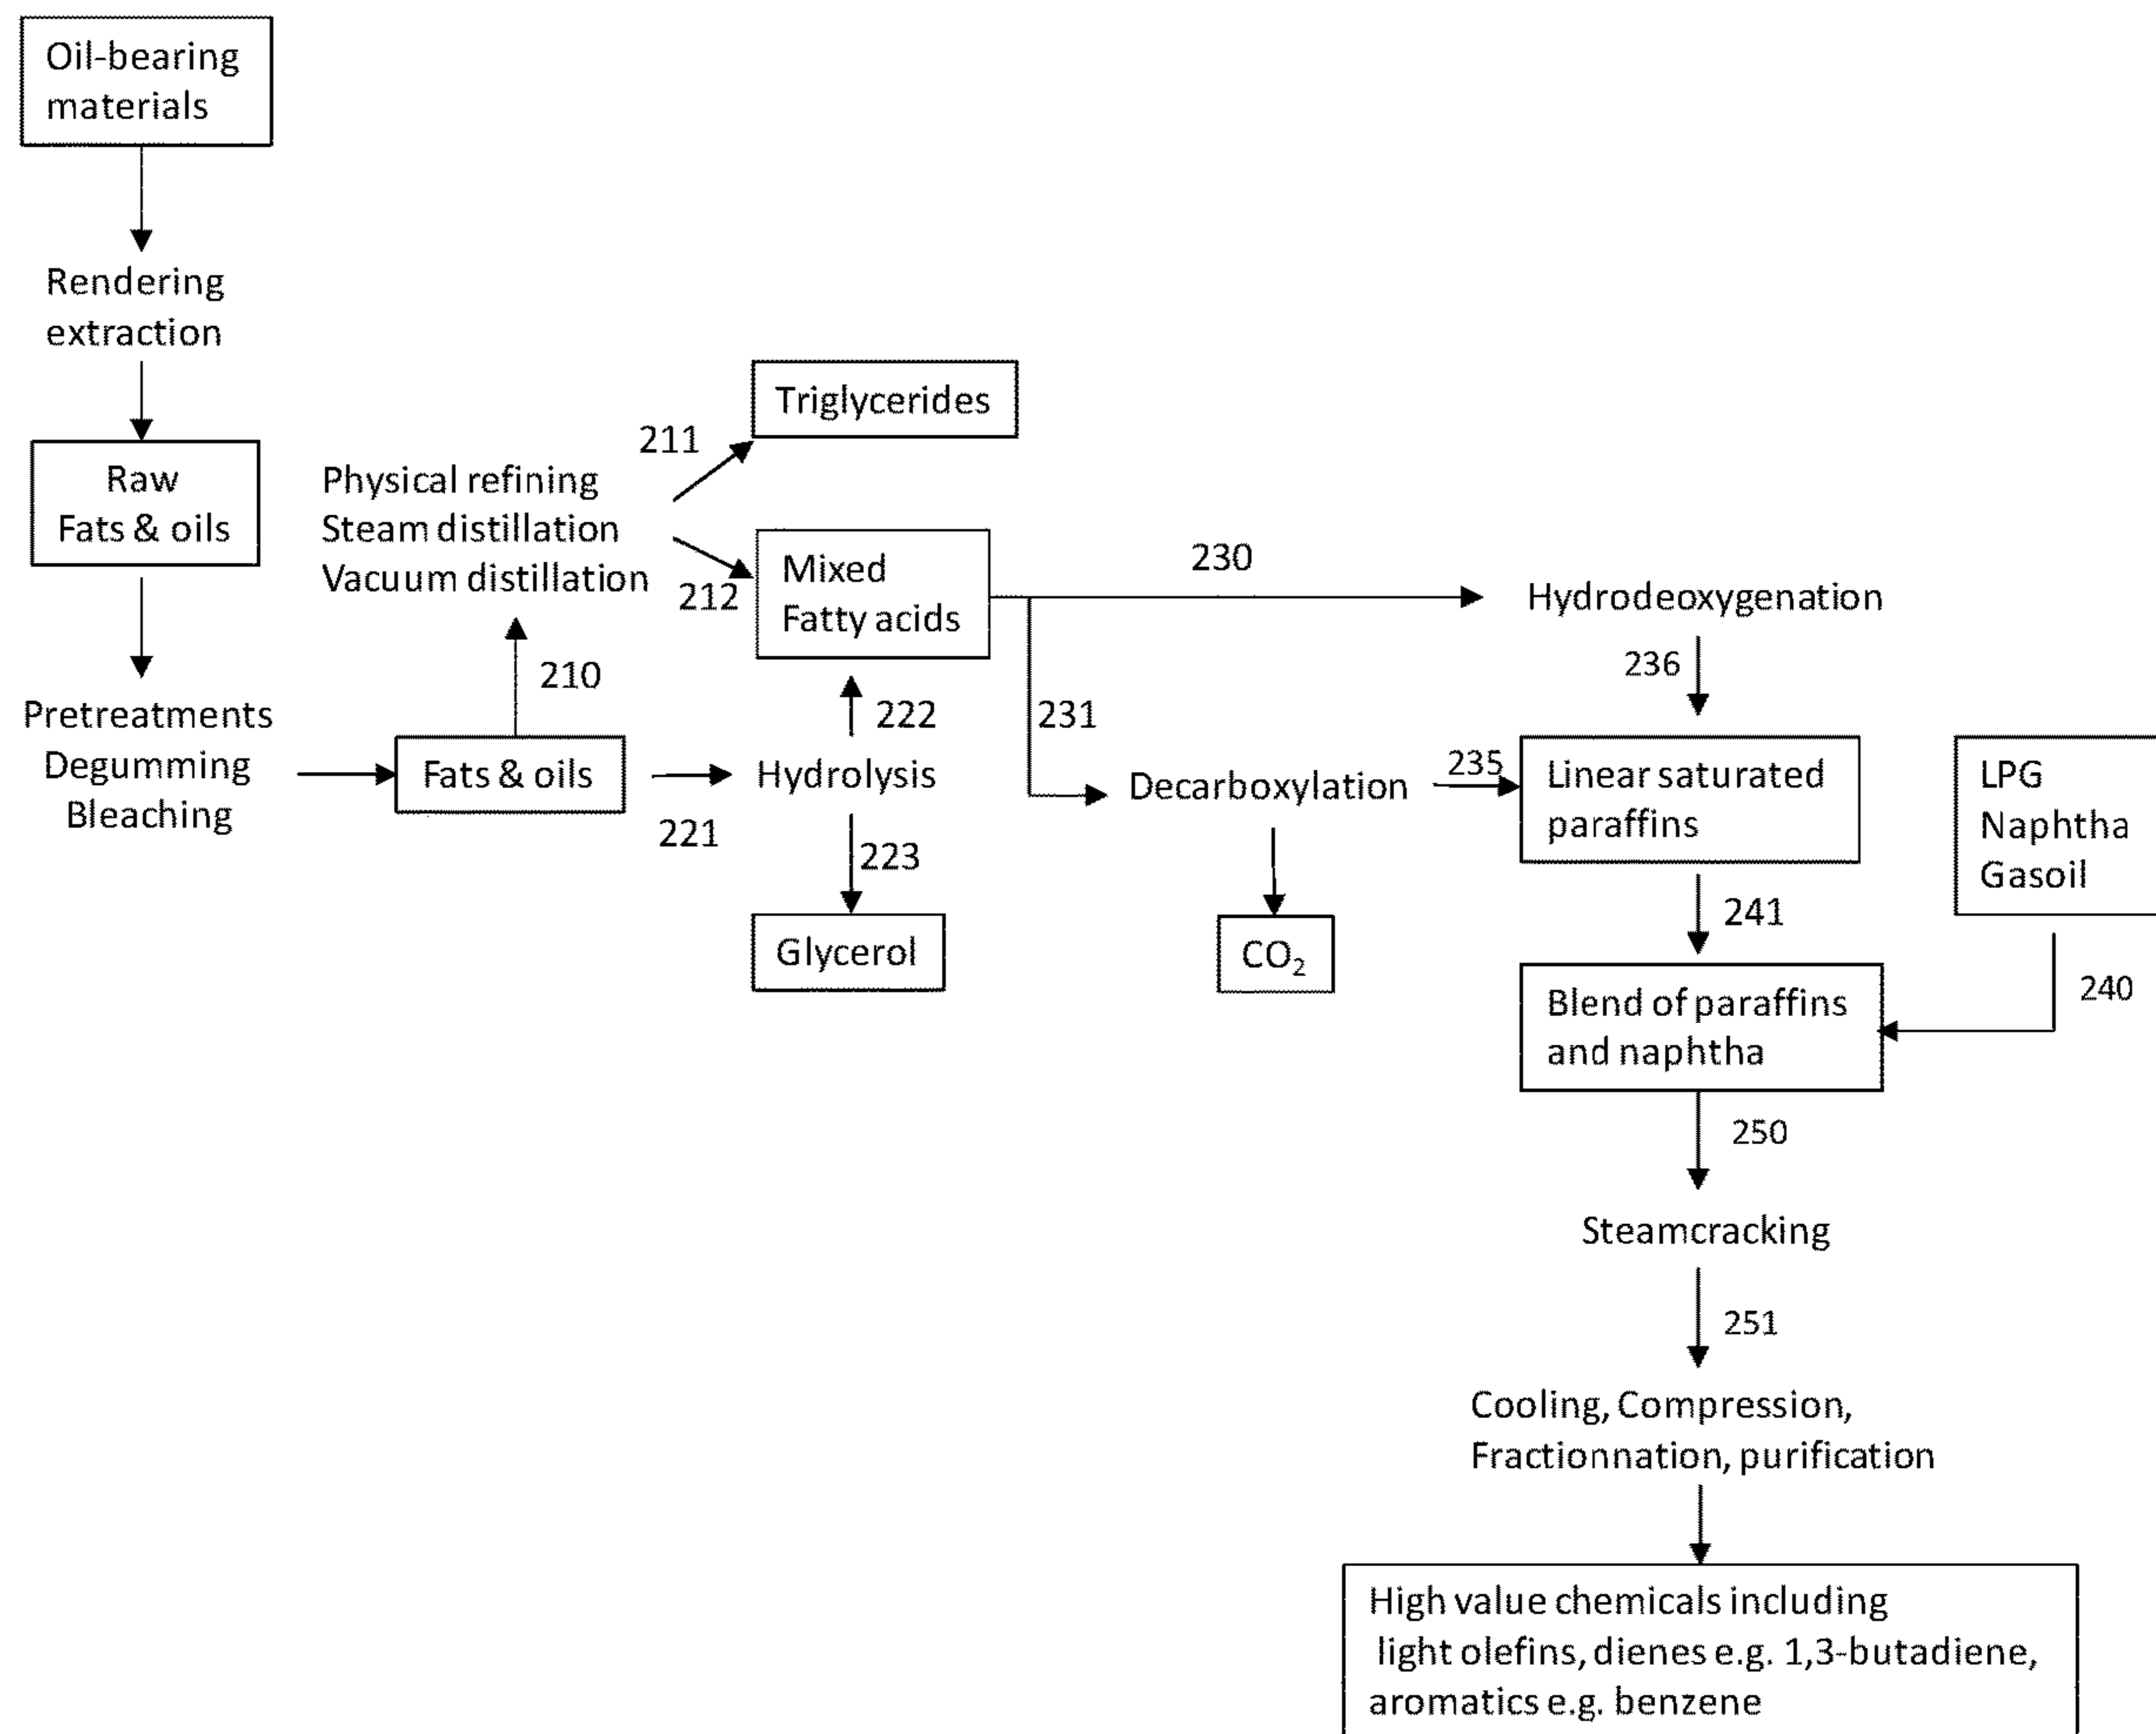 Oil-bearing
materials
Rendering
extraction
Raw
Fats & oils
Pretreatments
Degumming
Bleaching
Fats & oils
210
Physical refining
Steam distillation
Vacuum distillation
211
Triglycerides
212
Mixed
Fatty acids
221
Hydrolysis
222
223
Glycerol
230
231
Hydrodeoxygenation
236
Decarboxylation
CO₂
235
Linear saturated
paraffins
LPG
Naphtha
Gasoil
241
240
Blend of paraffins
and naphtha
250
Steamcracking
251
Cooling, Compression,
Fractionnation, purification
High value chemicals including
light olefins, dienes e.g. 1,3-butadiene,
aromatics e.g. benzene